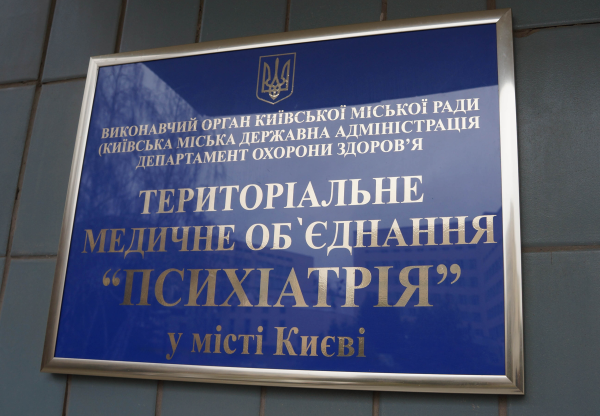 ВИКОНАВЧИЙ ОРГАН КИЇВСЬКОЇ МІСЬКОЇ РАДИ
(КИЇВСЬКА МІСЬКА ДЕРЖАВНА АДМІНІСТРАЦІЯ
ДЕПАРТАМЕНТ ОХОРОНИ ЗДОРОВ'Я
ТЕРИТОРІАЛЬНЕ
МЕДИЧНЕ ОБ`ЄДНАННЯ
“ПСИХІАТРІЯ”
у місті Києві